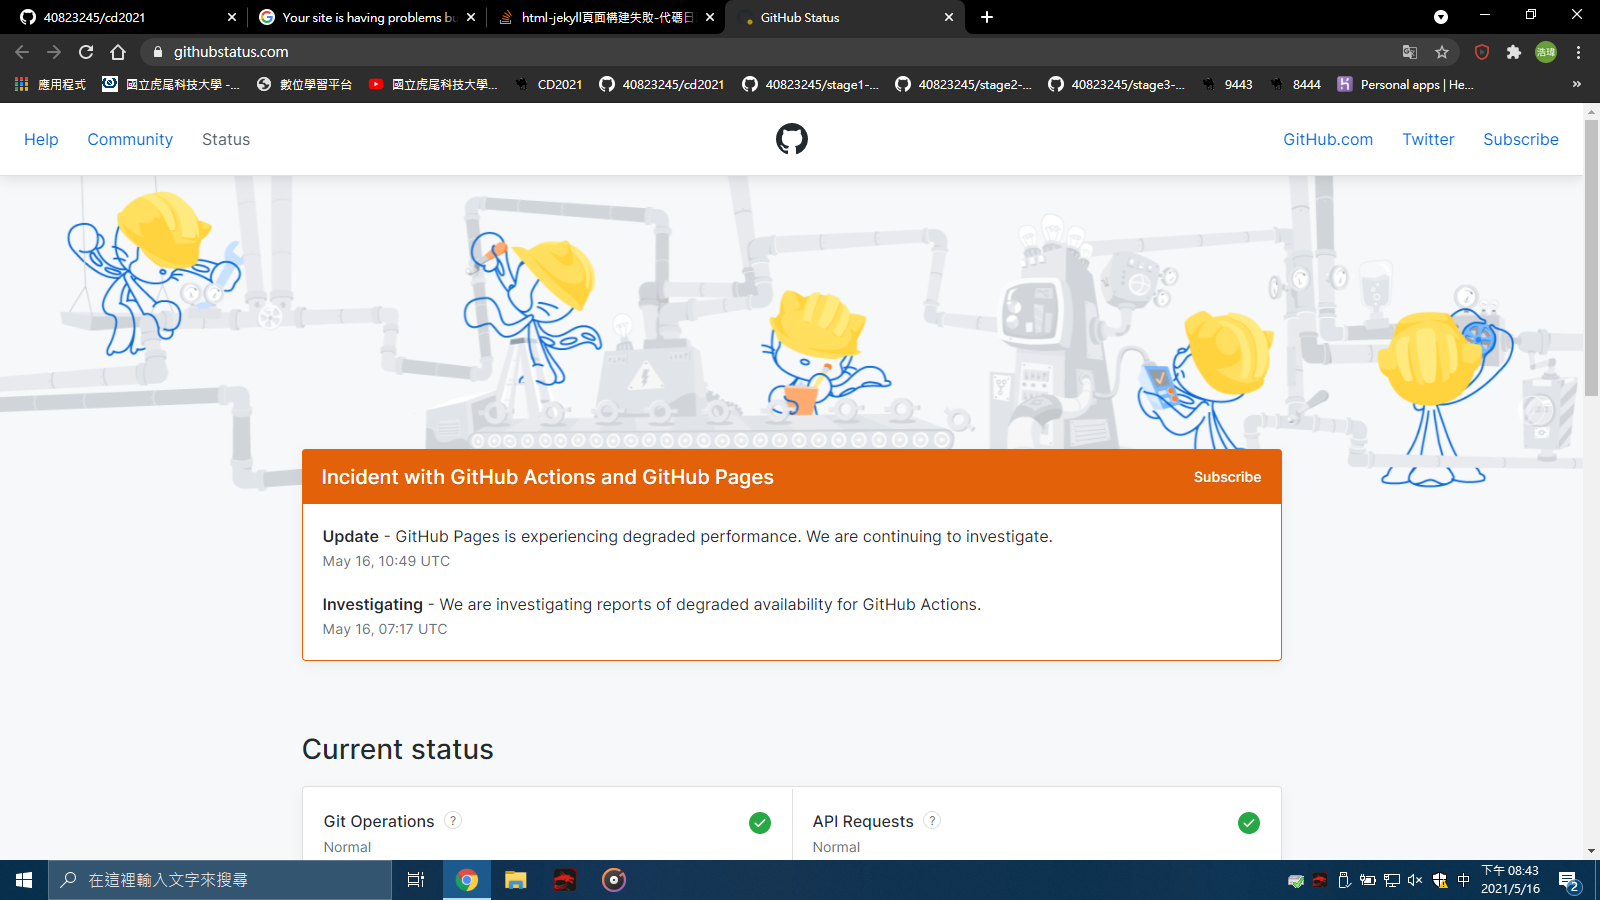 40823245/cd2021
Your site is having problems bu
html-jekyll頁面構建失敗-代碼日
GitHub Status
githubstatus.com
浩瑋
應用程式
國立虎尾科技大學 -...
數位學習平台
國立虎尾科技大學...
CD2021
40823245/cd2021
40823245/stage1-...
40823245/stage2-...
40823245/stage3-...
9443
8444
Personal apps | He...
»
Help
Community
Status
GitHub.com
Twitter
Subscribe
Incident with GitHub Actions and GitHub Pages
Subscribe
Update - GitHub Pages is experiencing degraded performance. We are continuing to investigate.
May 16, 10:49 UTC
Investigating - We are investigating reports of degraded availability for GitHub Actions.
May 16, 07:17 UTC
Current status
Git Operations ?
Normal
API Requests ?
Normal
在這裡輸入文字來搜尋
中
下午 08:43
2021/5/16
2